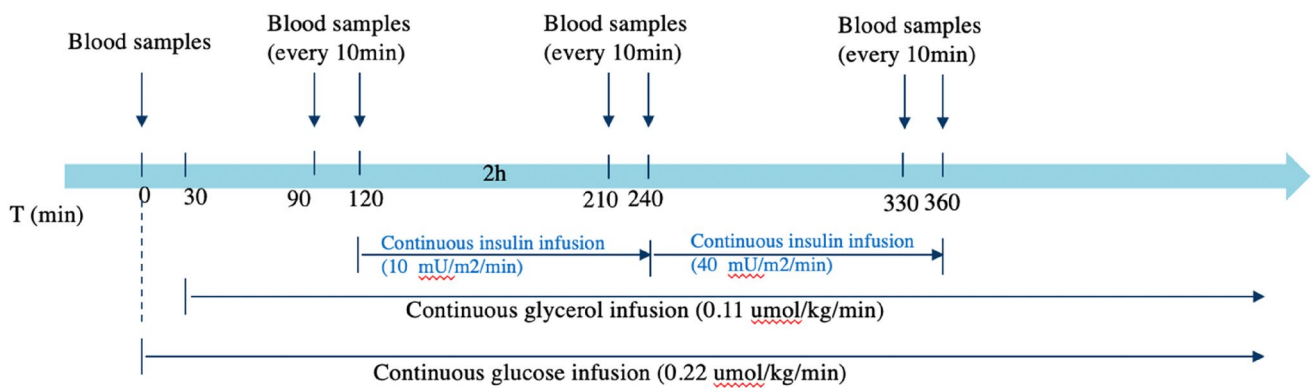 Blood samples
Blood samples
(every 10min)
Blood samples
(every 10min)
Blood samples
(every 10min)
2h
T (min)
0 30 90 120 210 240 330 360
Continuous insulin infusion
(10 mU/m2/min)
Continuous insulin infusion
(40 mU/m2/min)
Continuous glycerol infusion (0.11 umol/kg/min)
Continuous glucose infusion (0.22 umol/kg/min)